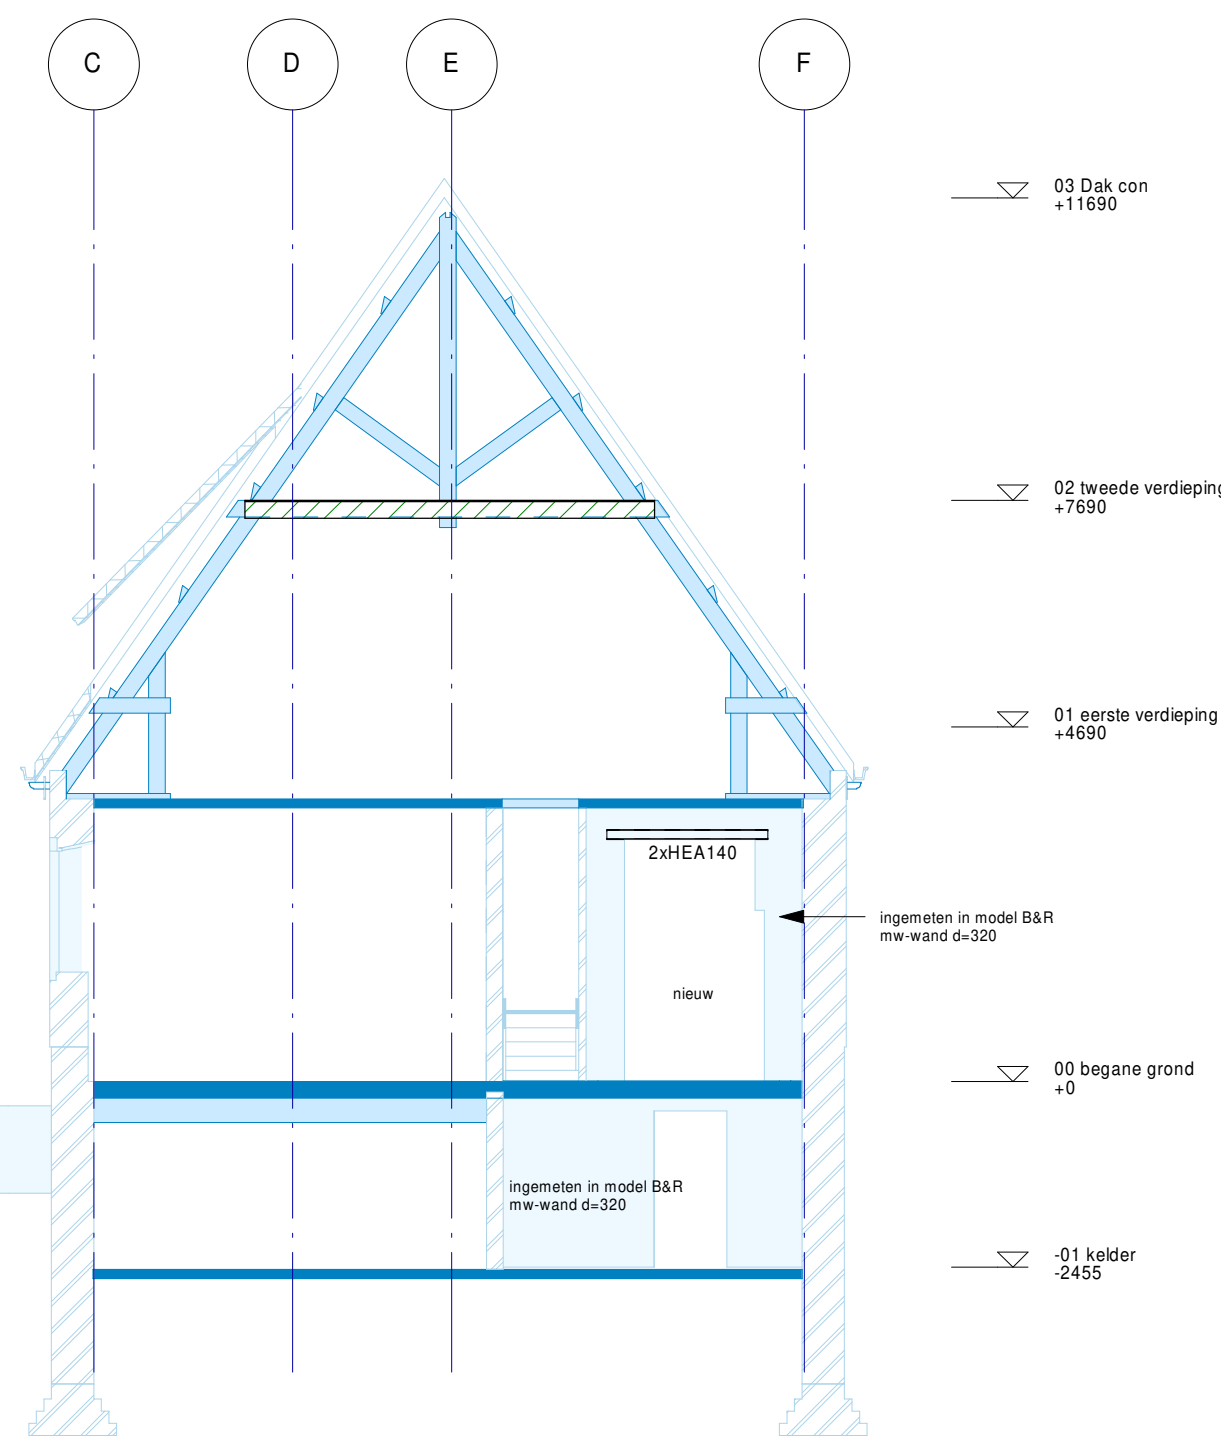 C
D
E
F
03 Dak con
+11690
02 tweede verdieping
+7690
01 eerste verdieping
+4690
2xHEA140
ingemeten in model B&R
mw-wand d=320
nieuw
00 begane grond
+0
ingemeten in model B&R
mw-wand d=320
-01 kelder
-2455